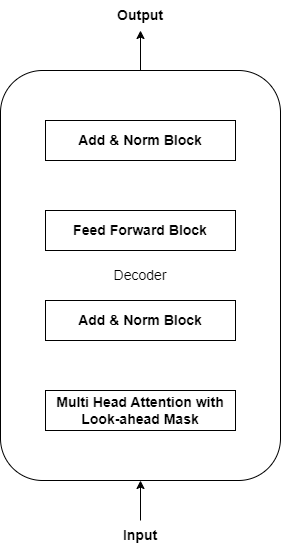 Output
Add & Norm Block
Feed Forward Block
Decoder
Add & Norm Block
Multi Head Attention with
Look-ahead Mask
Input